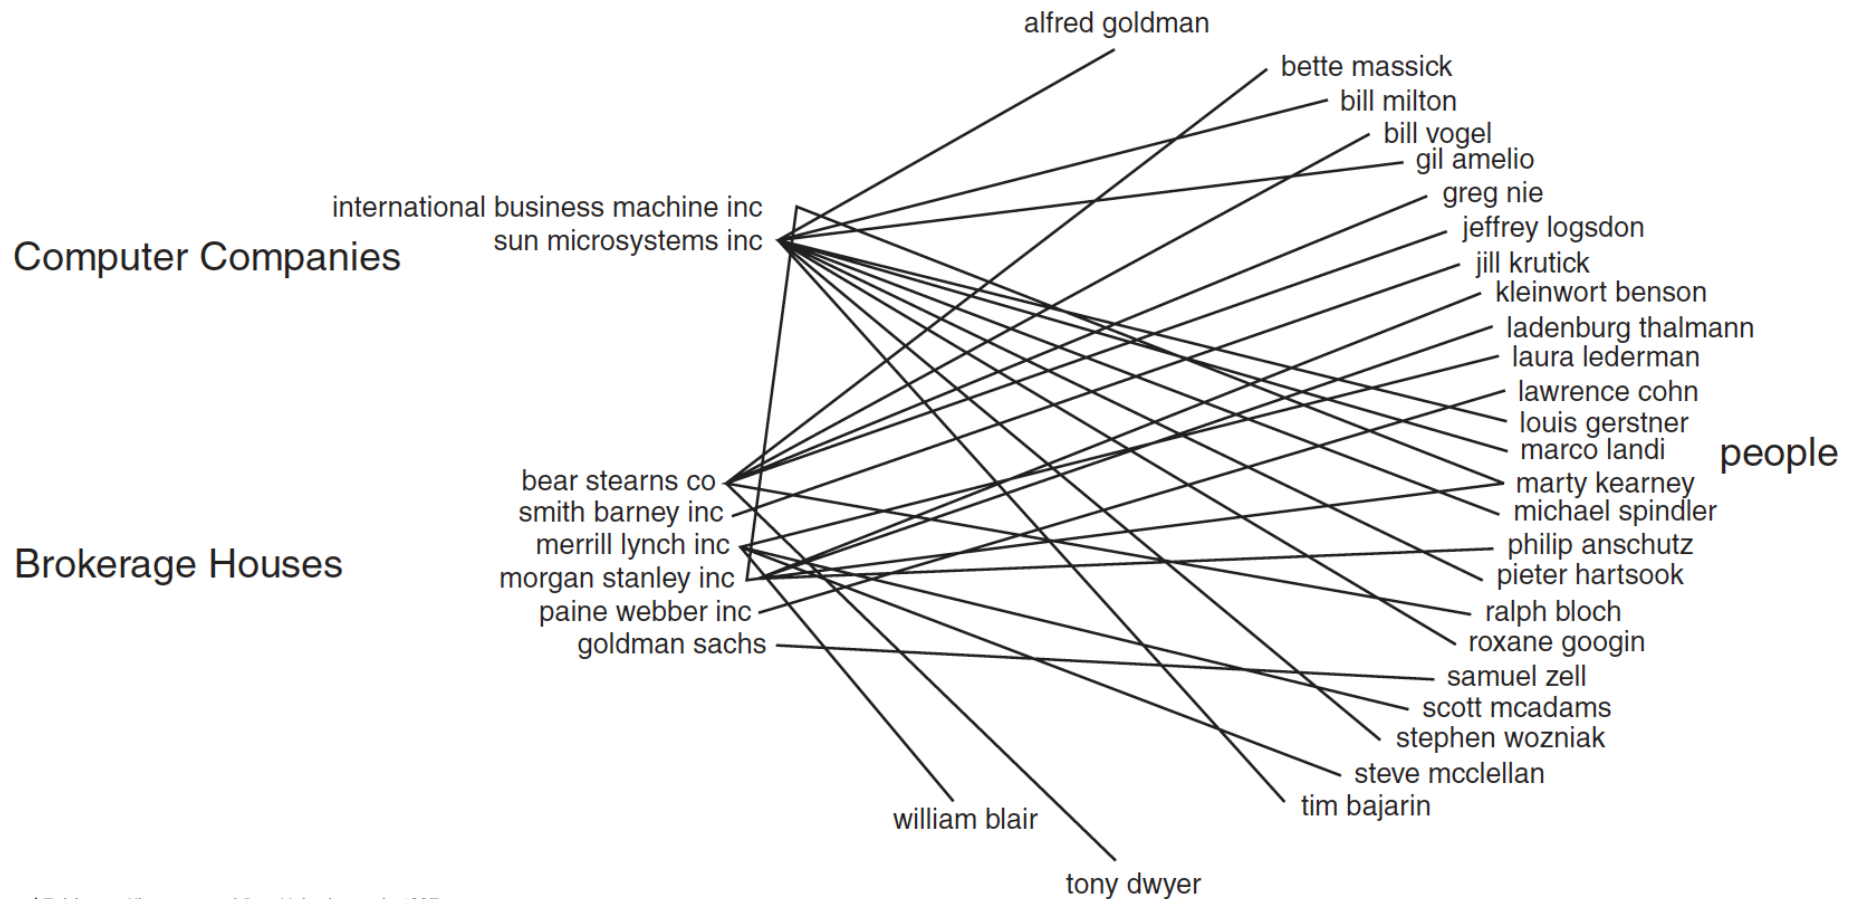 alfred goldman
bette massick
bill milton
bill vogel
gil amelio
greg nie
international business machine inc
jeffrey logsdon
sun microsystems inc
Computer Companies
jill krutick
kleinwort benson
ladenburg thalmann
laura lederman
lawrence cohn
louis gerstner
marco landi
people
bear stearns co
marty kearney
smith barney inc
michael spindler
merrill lynch inc
philip anschutz
Brokerage Houses
morgan stanley inc
pieter hartsook
paine webber inc
ralph bloch
goldman sachs
roxane googin
samuel zell
scott mcadams
stephen wozniak
steve mcclellan
tim bajarin
william blair
tony dwyer